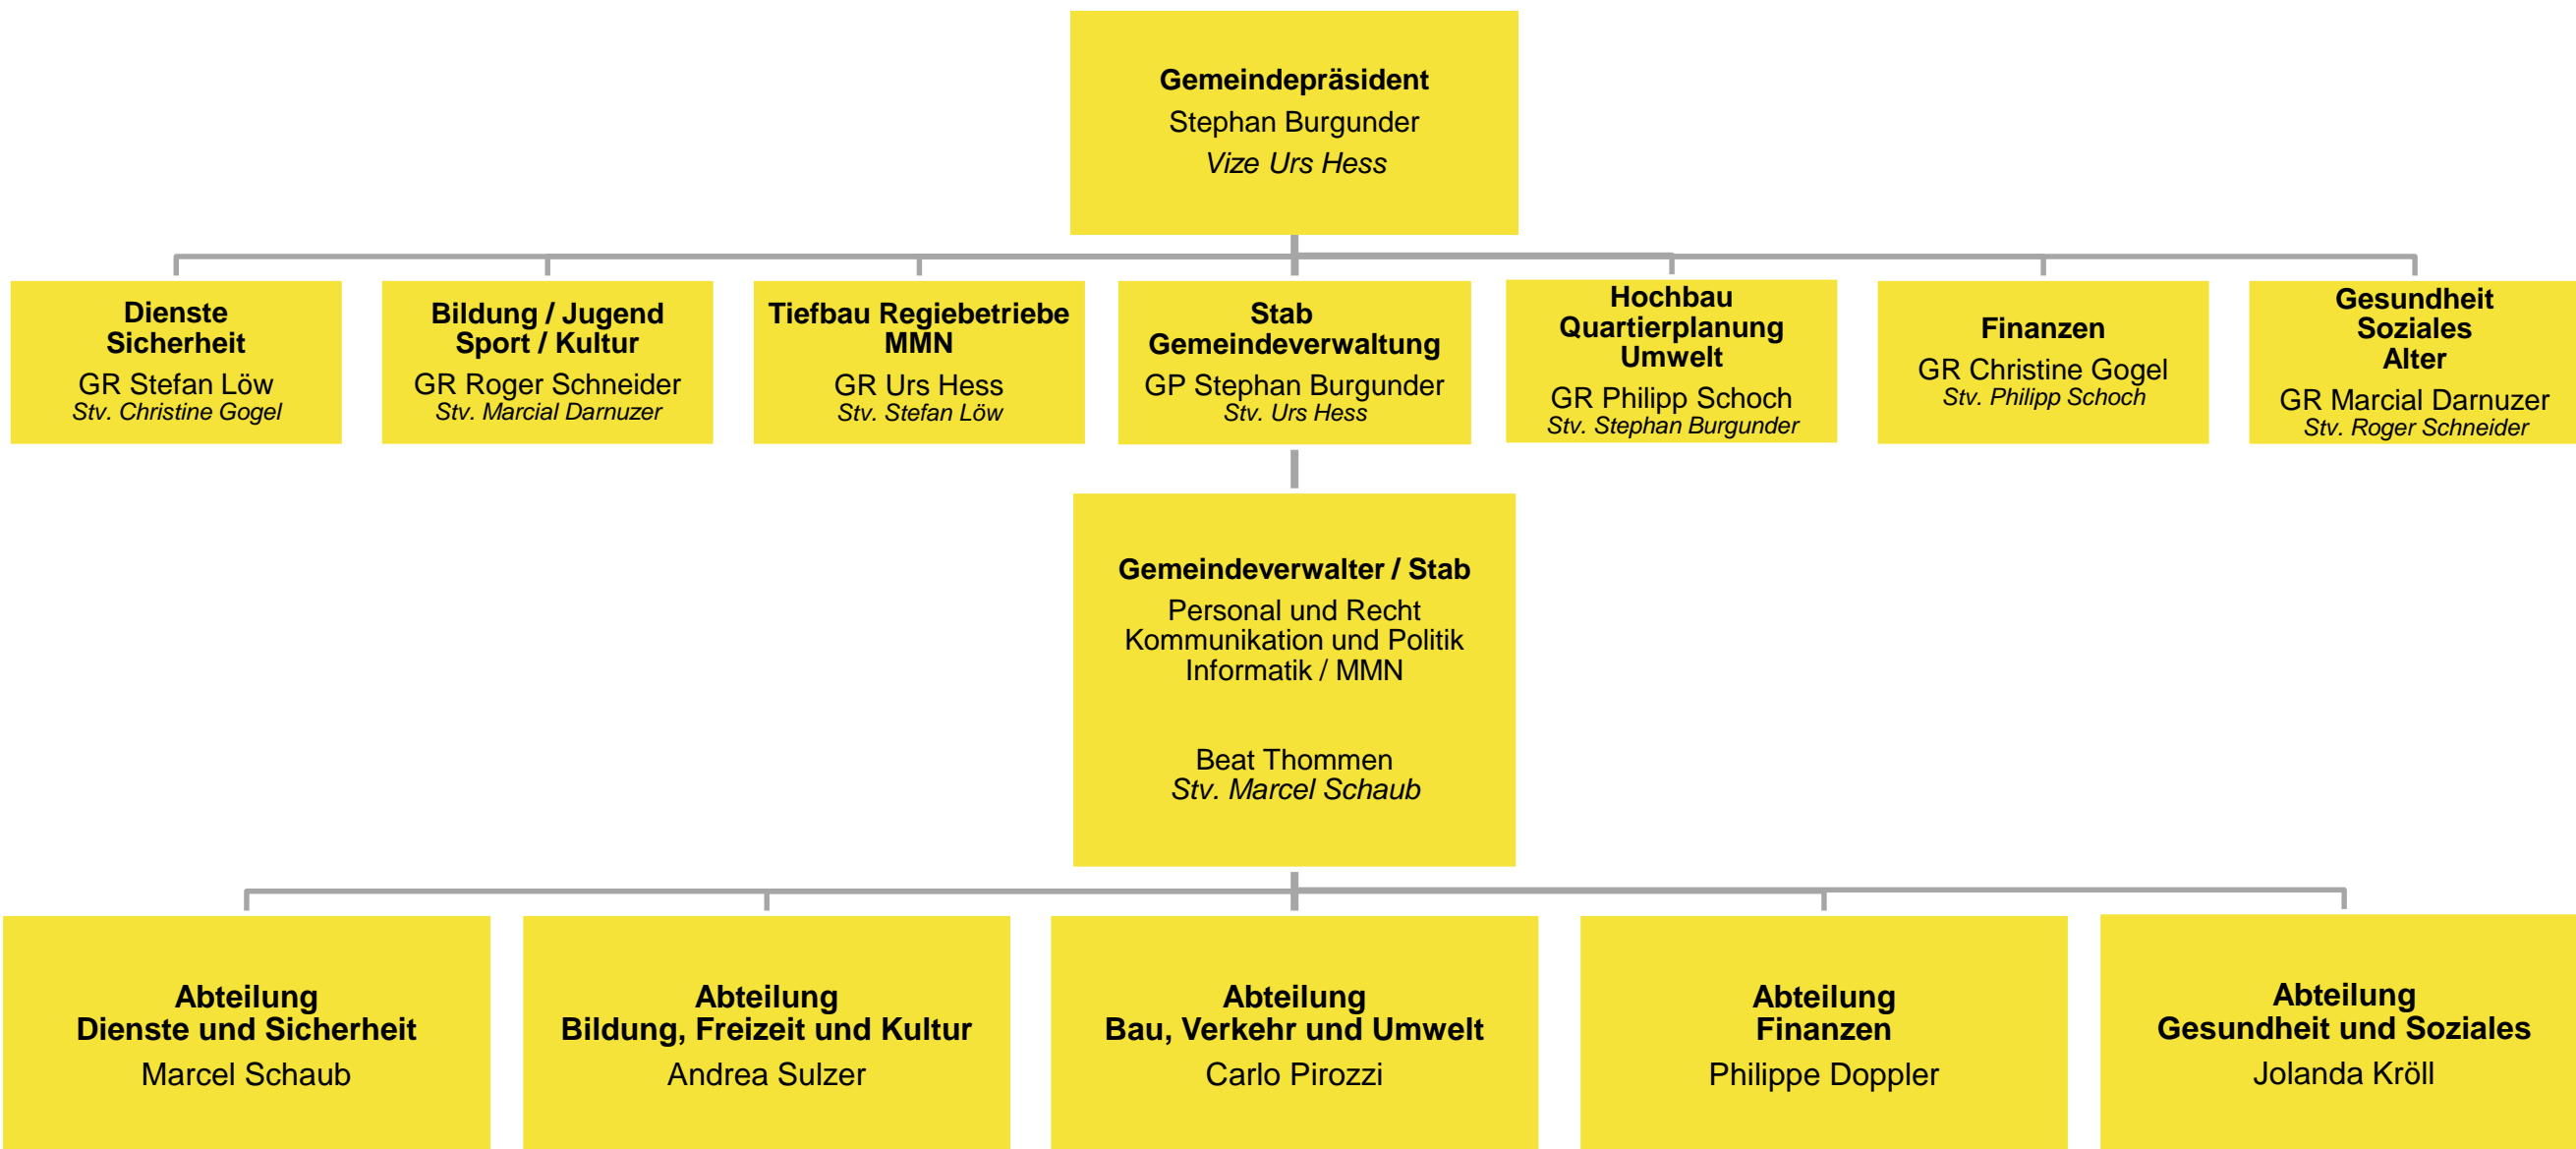 Gemeindepräsident
Stephan Burgunder
Vize Urs Hess
Dienste
Sicherheit
GR Stefan Löw
Stv. Christine Gogel
Bildung / Jugend
Sport / Kultur
GR Roger Schneider
Stv. Marcial Darnuzer
Tiefbau Regiebetriebe
MMN
GR Urs Hess
Stv. Stefan Löw
Stab
Gemeindeverwaltung
GP Stephan Burgunder
Stv. Urs Hess
Hochbau
Quartierplanung
Umwelt
GR Philipp Schoch
Stv. Stephan Burgunder
Finanzen
GR Christine Gogel
Stv. Philipp Schoch
Gesundheit
Soziales
Alter
GR Marcial Darnuzer
Stv. Roger Schneider
Gemeindeverwalter / Stab
Personal und Recht
Kommunikation und Politik
Informatik / MMN
Beat Thommen
Stv. Marcel Schaub
Abteilung
Dienste und Sicherheit
Marcel Schaub
Abteilung
Bildung, Freizeit und Kultur
Andrea Sulzer
Abteilung
Bau, Verkehr und Umwelt
Carlo Pirozzi
Abteilung
Finanzen
Philippe Doppler
Abteilung
Gesundheit und Soziales
Jolanda Kröll